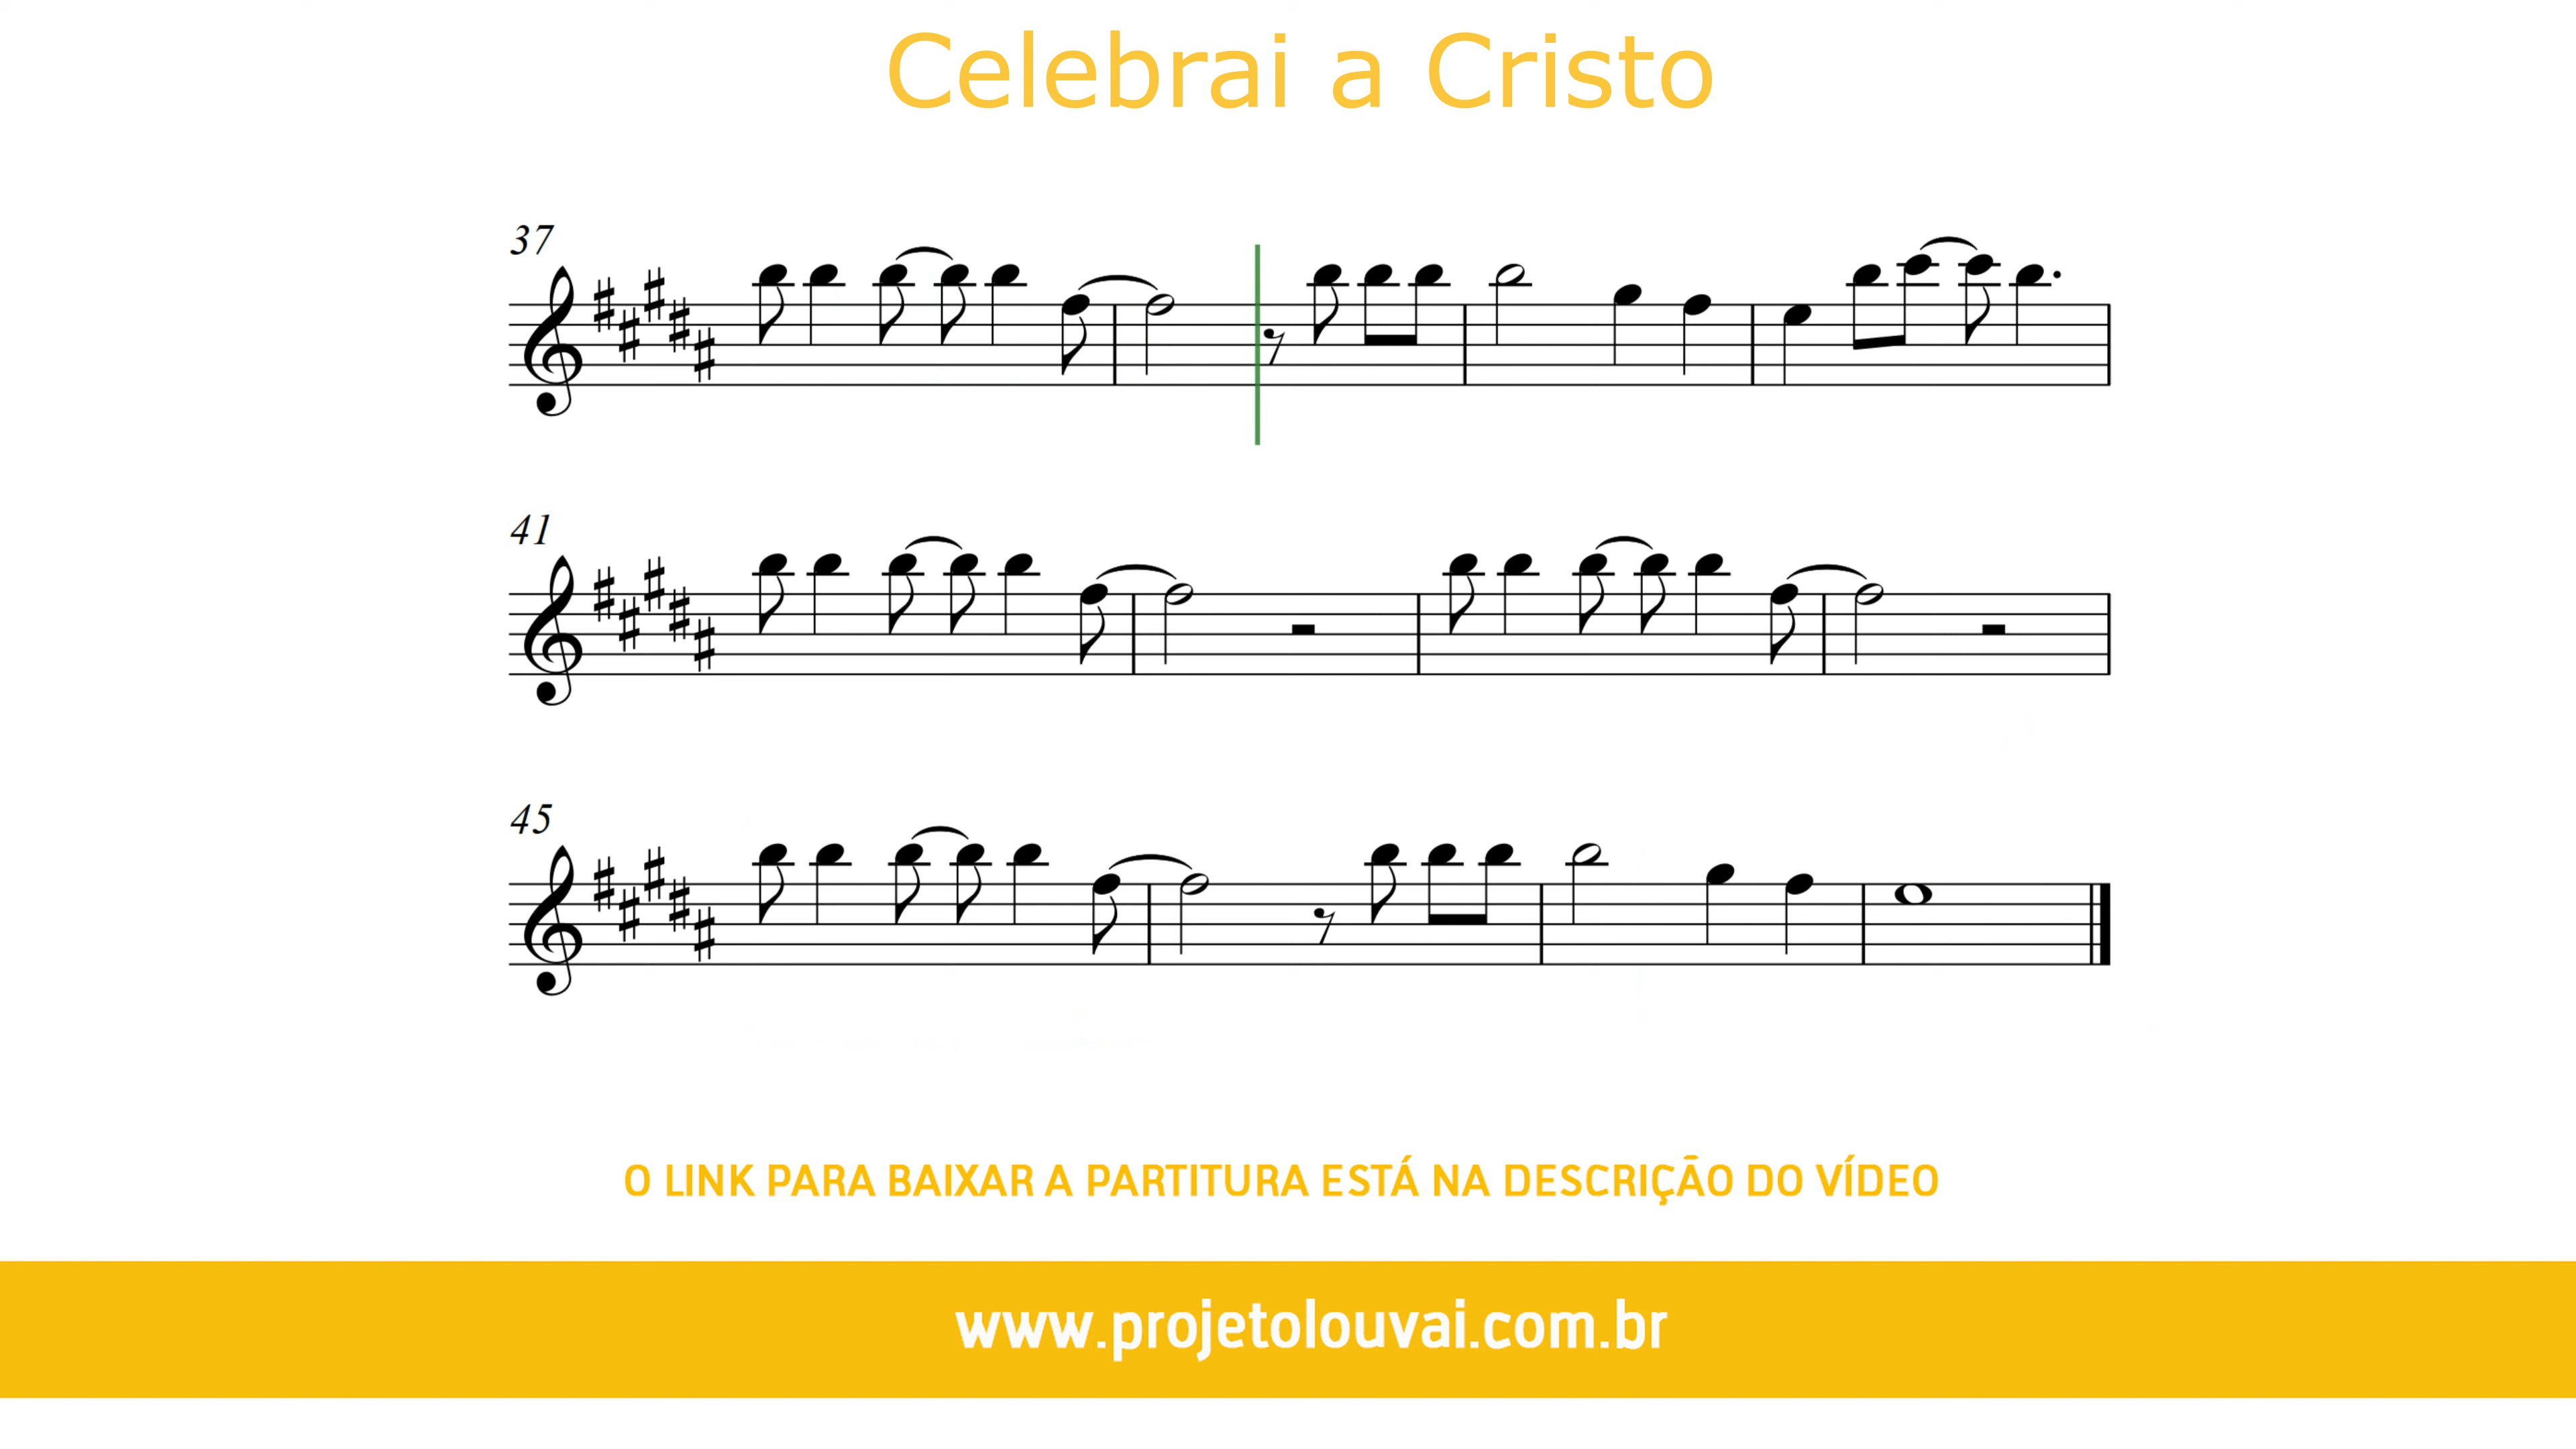 Celebrai a Cristo
37
41
45
O LINK PARA BAIXAR A PARTITURA ESTÁ NA DESCRIÇÃO DO VÍDEO
www.projetolouvai.com.br